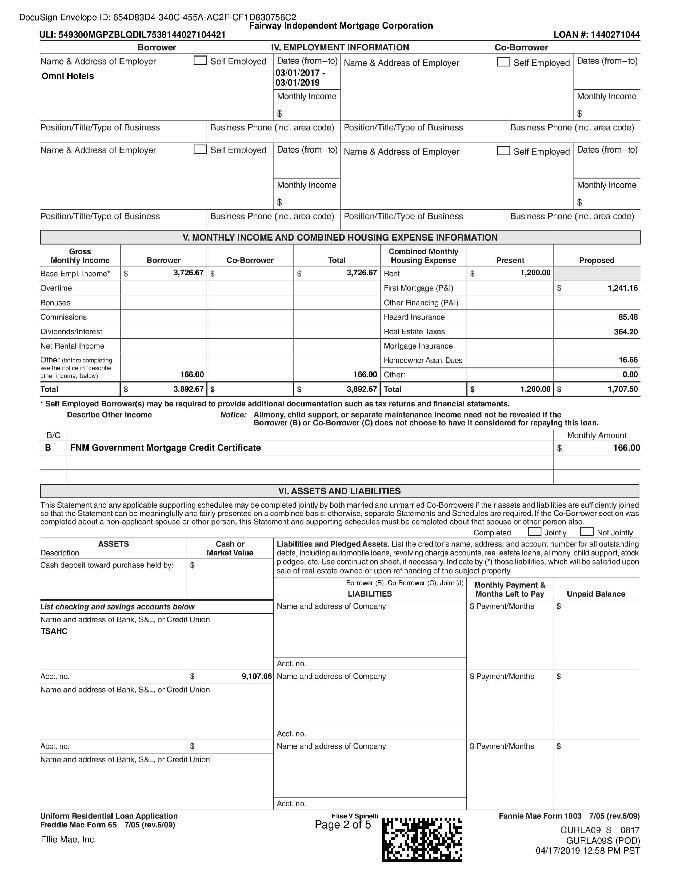 DocuSign Envelope ID: 654D83D4-340C-455A-AC2F-CF1D830756C2
Fairway Independent Mortgage Corporation
ULI: 549300MGPZBLQDIL7538144027104421 LOAN #: 1440271044
Borrower IV. EMPLOYMENT INFORMATION Co-Borrower
Name & Address of Employer Self Employed Dates (from–to) Name & Address of Employer Self Employed Dates (from–to)
Omni Hotels 03/01/2017 -
03/01/2019
Monthly Income Monthly Income
$ $
Position/Title/Type of Business Business Phone (incl. area code) Position/Title/Type of Business Business Phone (incl. area code)
Name & Address of Employer Self Employed Dates (from–to) Name & Address of Employer Self Employed Dates (from–to)
Monthly Income Monthly Income
$ $
Position/Title/Type of Business Business Phone (incl. area code) Position/Title/Type of Business Business Phone (incl. area code)
V. MONTHLY INCOME AND COMBINED HOUSING EXPENSE INFORMATION
Gross Combined Monthly
Monthly Income Borrower Co-Borrower Total Housing Expense Present Proposed
Base Empl. Income* $ 3,726.67 $ $ 3,726.67 Rent $ 1,200.00
Overtime First Mortgage (P&I) $ 1,241.16
Bonuses Other Financing (P&I)
Commissions Hazard Insurance 85.48
Dividends/Interest Real Estate Taxes 364.20
Net Rental Income Mortgage Insurance
Other (before completing, Homeowner Assn. Dues 16.66
see the notice in "describe
other income, below) 166.00 166.00 Other: 0.00
Total $ 3,892.67 $ $ 3,892.67 Total $ 1,200.00 $ 1,707.50
* Self Employed Borrower(s) may be required to provide additional documentation such as tax returns and financial statements.
Describe Other Income Notice: Alimony, child support, or separate maintenance income need not be revealed if the
Borrower (B) or Co-Borrower (C) does not choose to have it considered for repaying this loan.
B/C Monthly Amount
B FNM Government Mortgage Credit Certificate $ 166.00
VI. ASSETS AND LIABILITIES
This Statement and any applicable supporting schedules may be completed jointly by both married and unmarried Co-Borrowers if their assets and liabilities are sufficiently joined
so that the Statement can be meaningfully and fairly presented on a combined basis; otherwise, separate Statements and Schedules are required. If the Co-Borrower section was
completed about a non-applicant spouse or other person, this Statement and supporting schedules must be completed about that spouse or other person also.
Completed Jointly Not Jointly
ASSETS Cash or Liabilities and Pledged Assets. List the creditor's name, address, and account number for all outstanding
Description Market Value debts, including automobile loans, revolving charge accounts, real estate loans, alimony, child support, stock
Cash deposit toward purchase held by: $ pledges, etc. Use continuation sheet, if necessary. Indicate by (*) those liabilities, which will be satisfied upon
sale of real estate owned or upon refinancing of the subject property.
Borrower (B), Co-Borrower (C), Joint (J) Monthly Payment &
LIABILITIES Months Left to Pay Unpaid Balance
List checking and savings accounts below Name and address of Company $ Payment/Months $
Name and address of Bank, S&L, or Credit Union
TSAHC
Acct. no.
Acct. no. $ 9,107.06 Name and address of Company $ Payment/Months $
Name and address of Bank, S&L, or Credit Union
Acct. no.
Acct. no. $ Name and address of Company $ Payment/Months $
Name and address of Bank, S&L, or Credit Union
Acct. no.
Uniform Residential Loan Application Elise V Spinelli Fannie Mae Form 1003 7/05 (rev.6/09)
Freddie Mac Form 65 7/05 (rev.6/09) Page 2 of 5
Ellie Mae, Inc. GURLA09_S 0817
GURLA09S (POD)
04/17/2019 12:58 PM PST